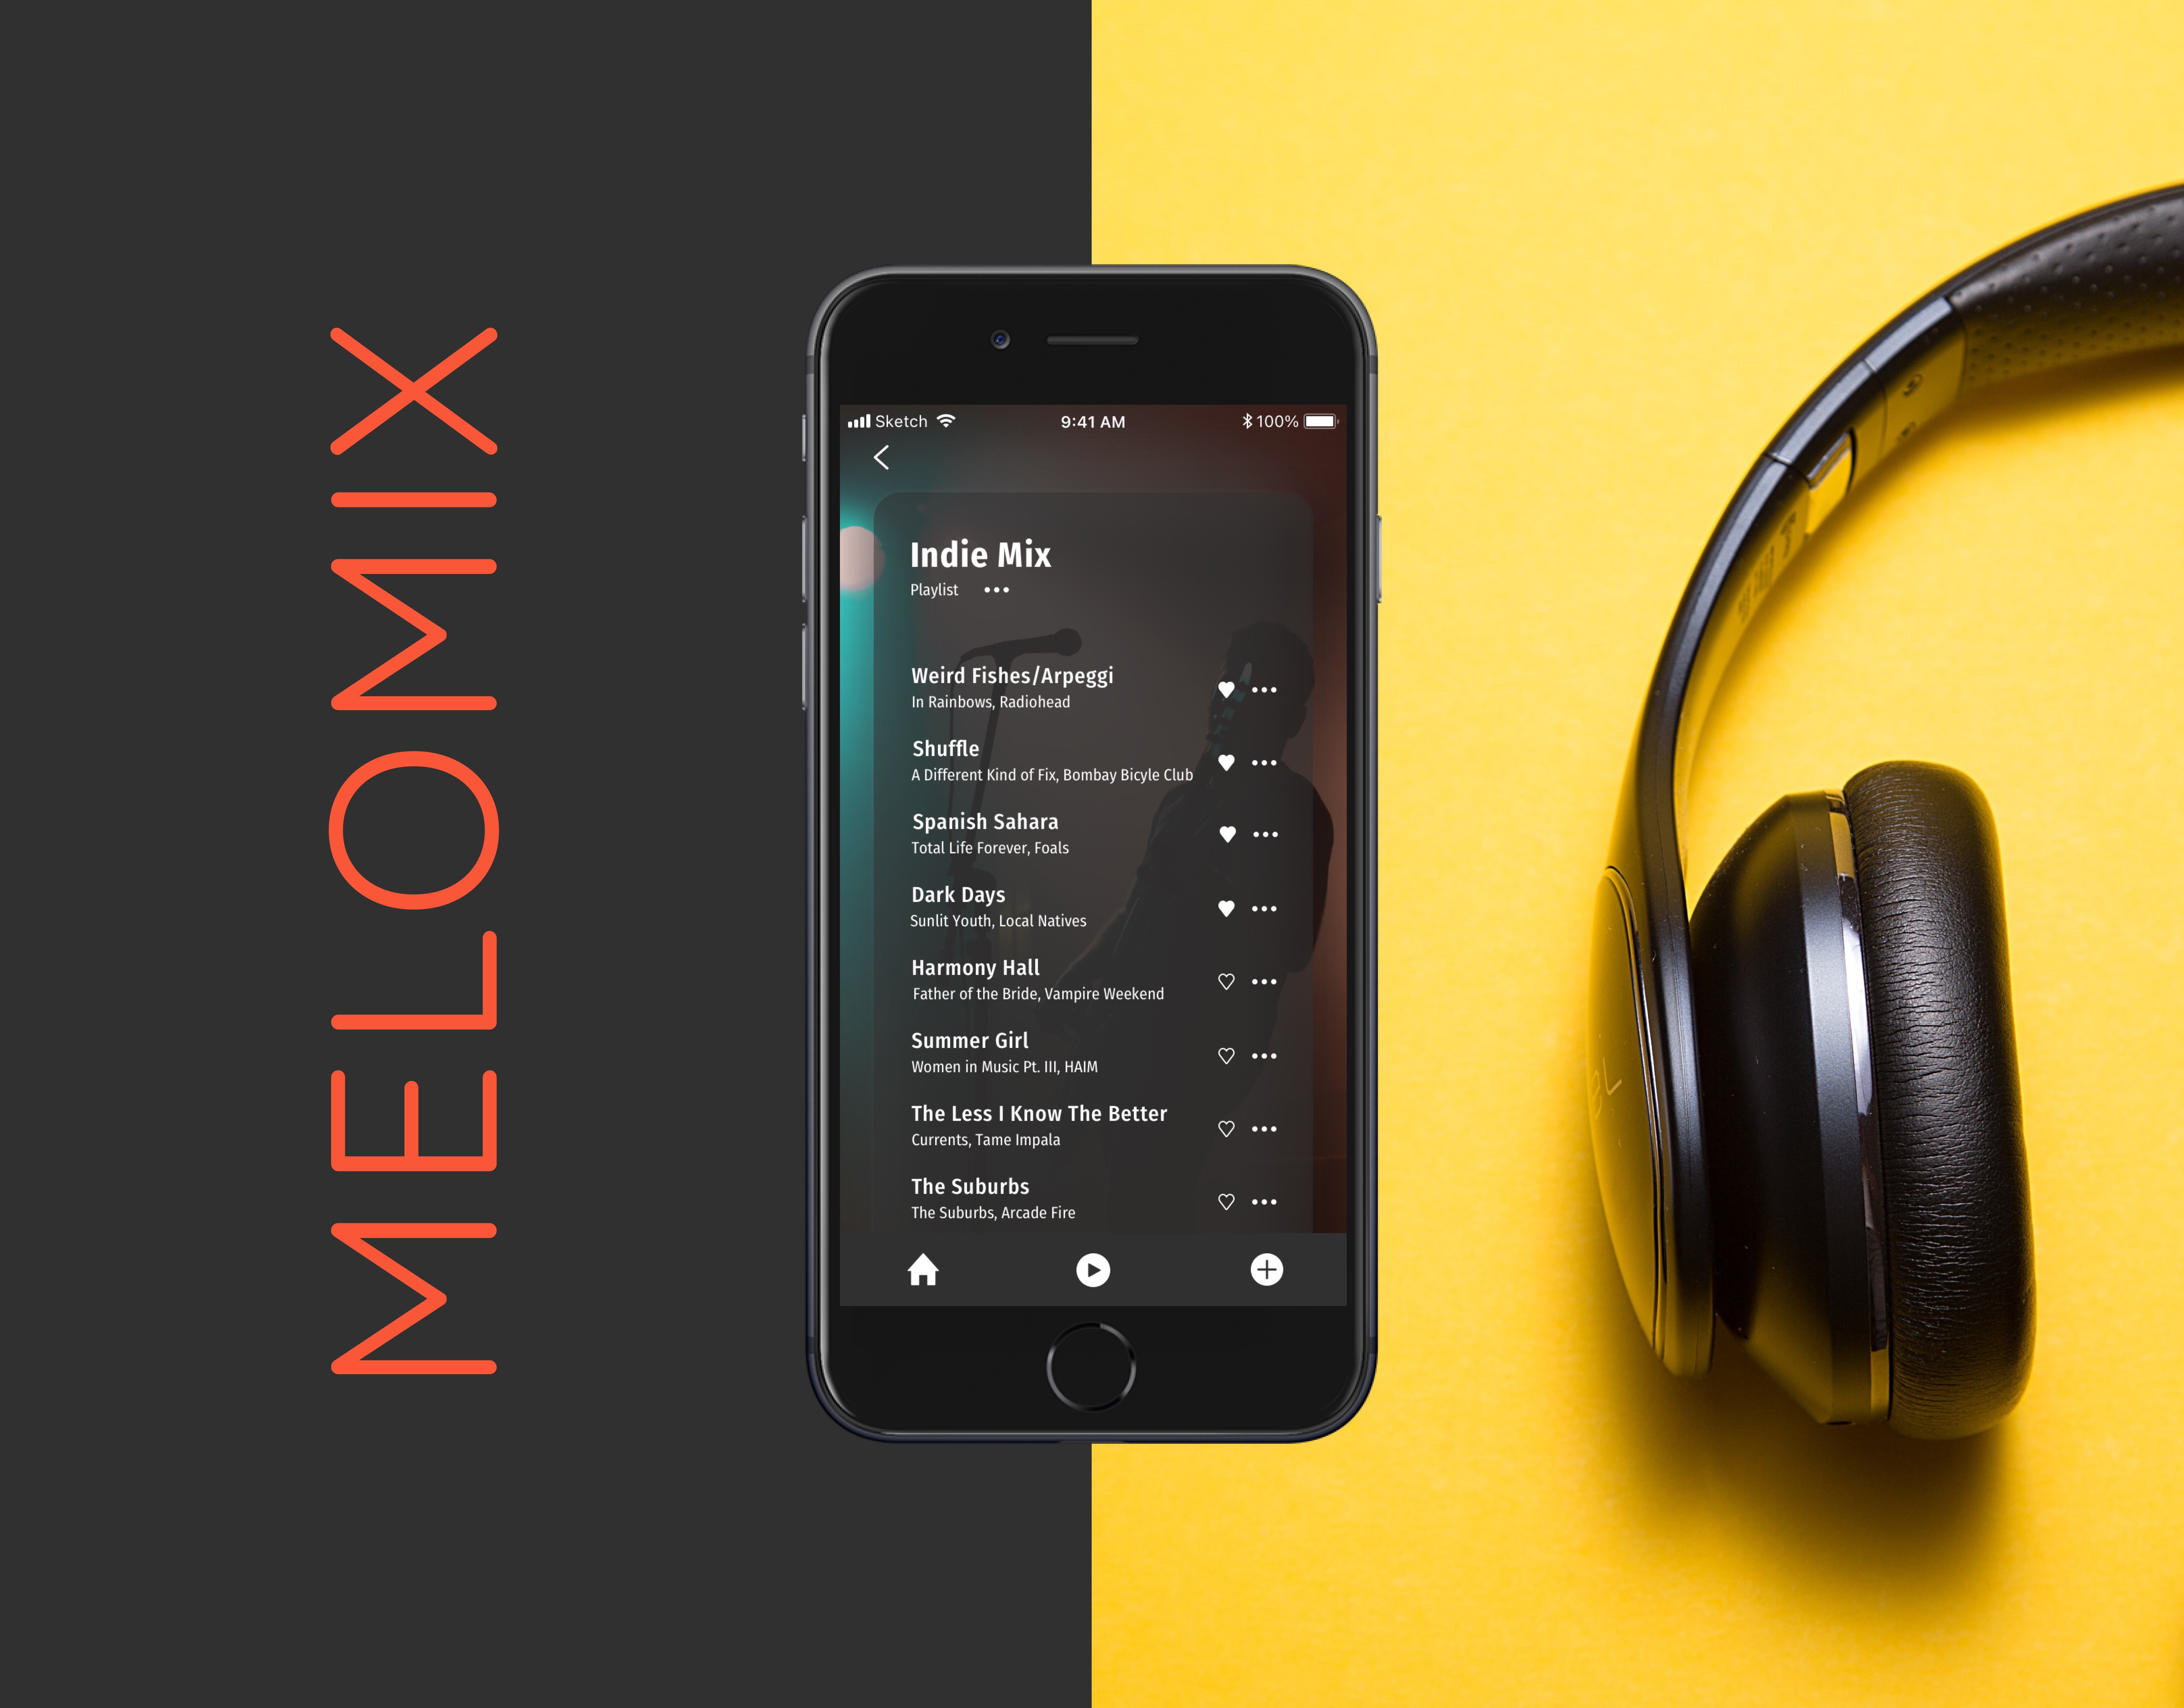 MELOMIX
Sketch 9:41 AM 100%
Indie Mix
Playlist
Weird Fishes/Arpeggi
In Rainbows, Radiohead
Shuffle
A Different Kind of Fix, Bombay Bicyle Club
Spanish Sahara
Total Life Forever, Foals
Dark Days
Sunlit Youth, Local Natives
Harmony Hall
Father of the Bride, Vampire Weekend
Summer Girl
Women in Music Pt. III, HAIM
The Less I Know The Better
Currents, Tame Impala
The Suburbs
The Suburbs, Arcade Fire